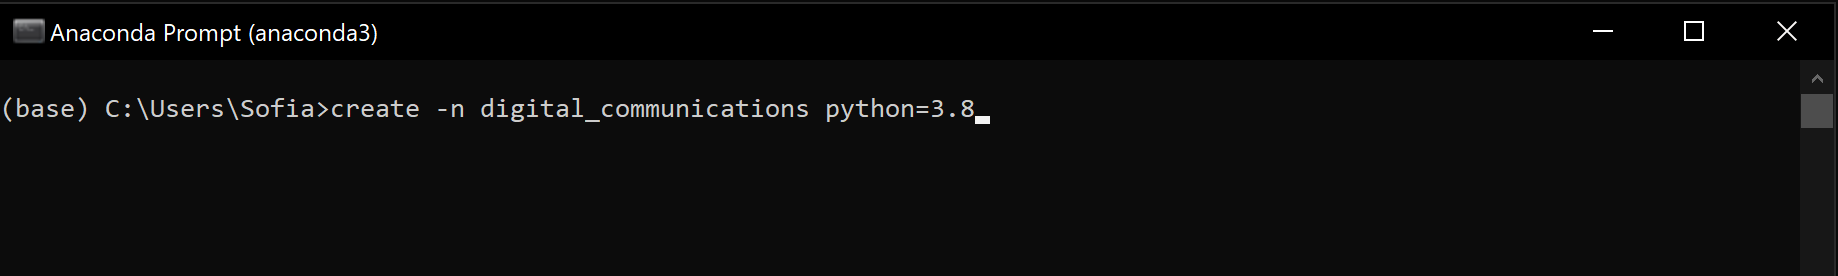 Anaconda Prompt (anaconda3)
(base) C:\Users\Sofia>create -n digital_communications python=3.8